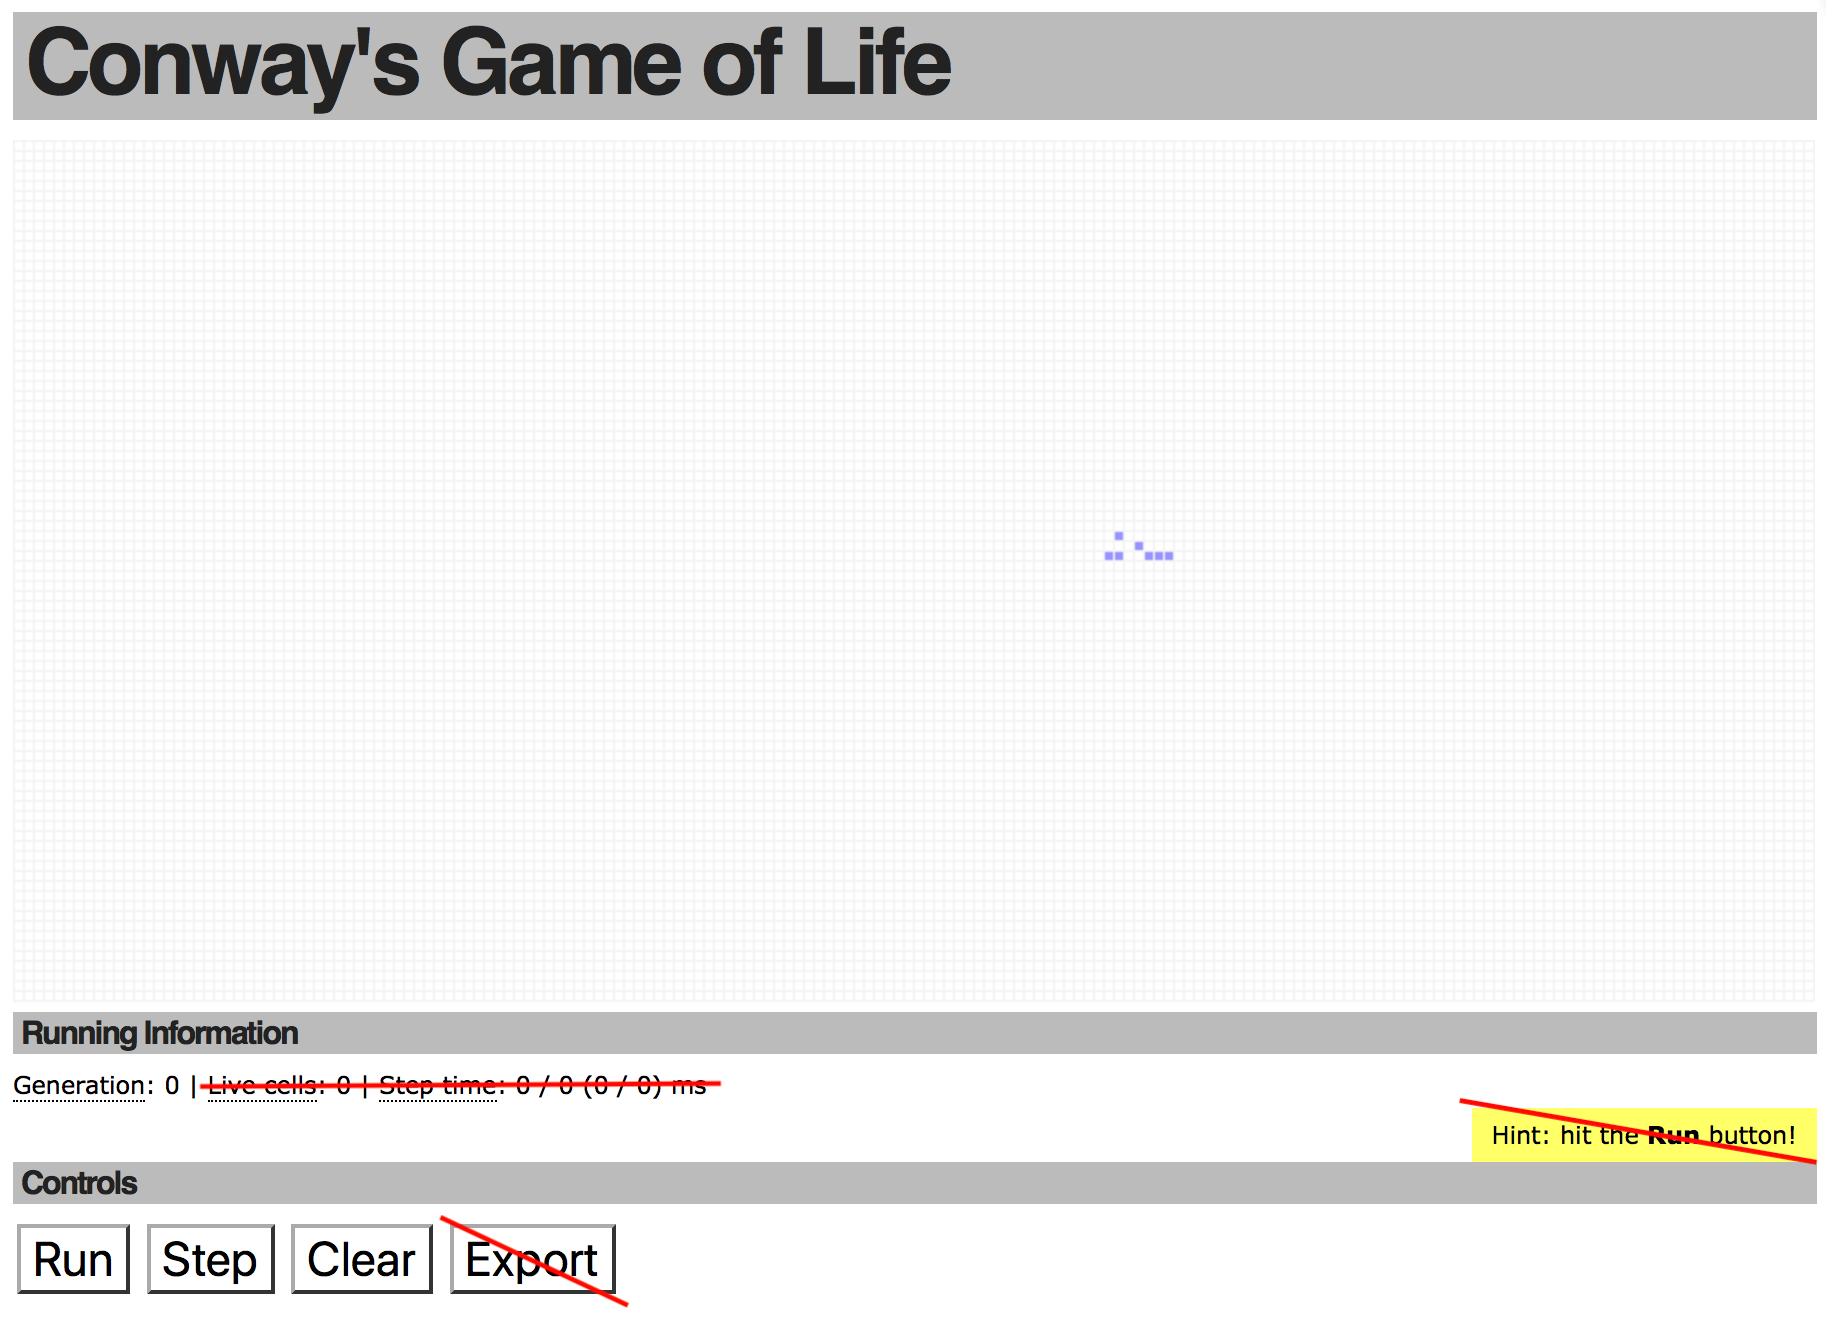 Conway's Game of Life
Running Information
Generation: 0 | Live cells: 0 | Step time: 0 / 0 (0 / 0) ms
Hint: hit the Run button!
Controls
Run Step Clear Export